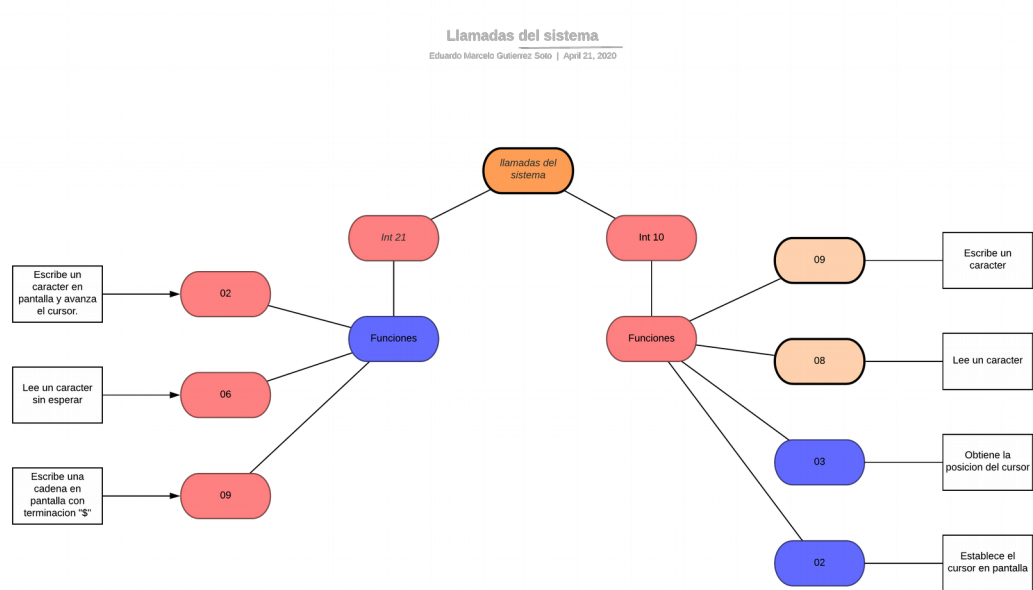 Llamadas del sistema
Eduardo Marcelo Gutierrez Soto | April 21, 2020
llamadas del
sistema
Int 21
Int 10
Funciones
Funciones
Escribe un
caracter en
pantalla y avanza
el cursor.
02
Lee un caracter
sin esperar
06
Escribe una
cadena en
pantalla con
terminacion "$"
09
09
Escribe un
caracter
08
Lee un caracter
03
Obtiene la
posicion del cursor
02
Establece el
cursor en pantalla